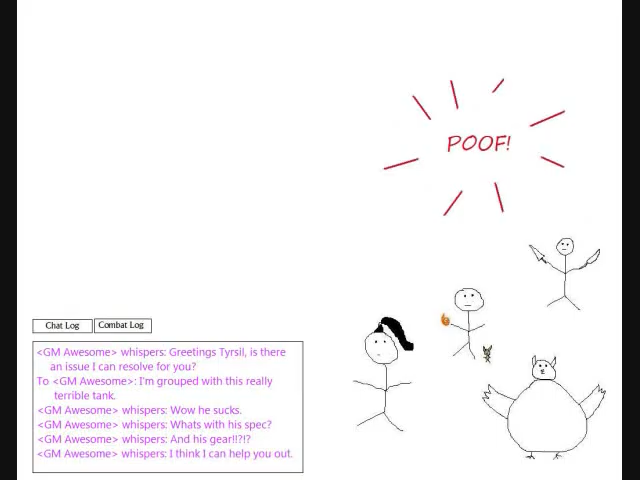 POOF!
Chat Log
Combat Log
<GM Awesome> whispers: Greetings Tyrsil, is there
an issue I can resolve for you?
To <GM Awesome>: I'm grouped with this really
terrible tank.
<GM Awesome> whispers: Wow he sucks.
<GM Awesome> whispers: Whats with his spec?
<GM Awesome> whispers: And his gear!!?!?
<GM Awesome> whispers: I think I can help you out.